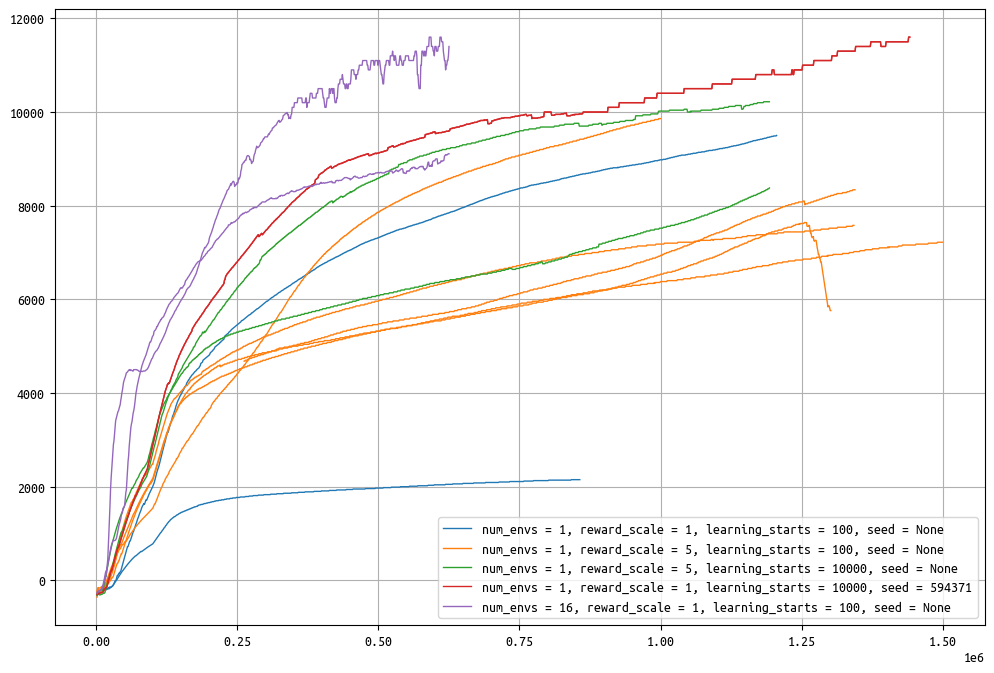 12000
10000
8000
6000
4000
2000
0
num_envs = 1, reward_scale = 1, learning_starts = 100, seed = None
num_envs = 1, reward_scale = 5, learning_starts = 100, seed = None
num_envs = 1, reward_scale = 5, learning_starts = 10000, seed = None
num_envs = 1, reward_scale = 1, learning_starts = 10000, seed = 594371
num_envs = 16, reward_scale = 1, learning_starts = 100, seed = None
0.00 0.25 0.50 0.75 1.00 1.25 1.50
1e6